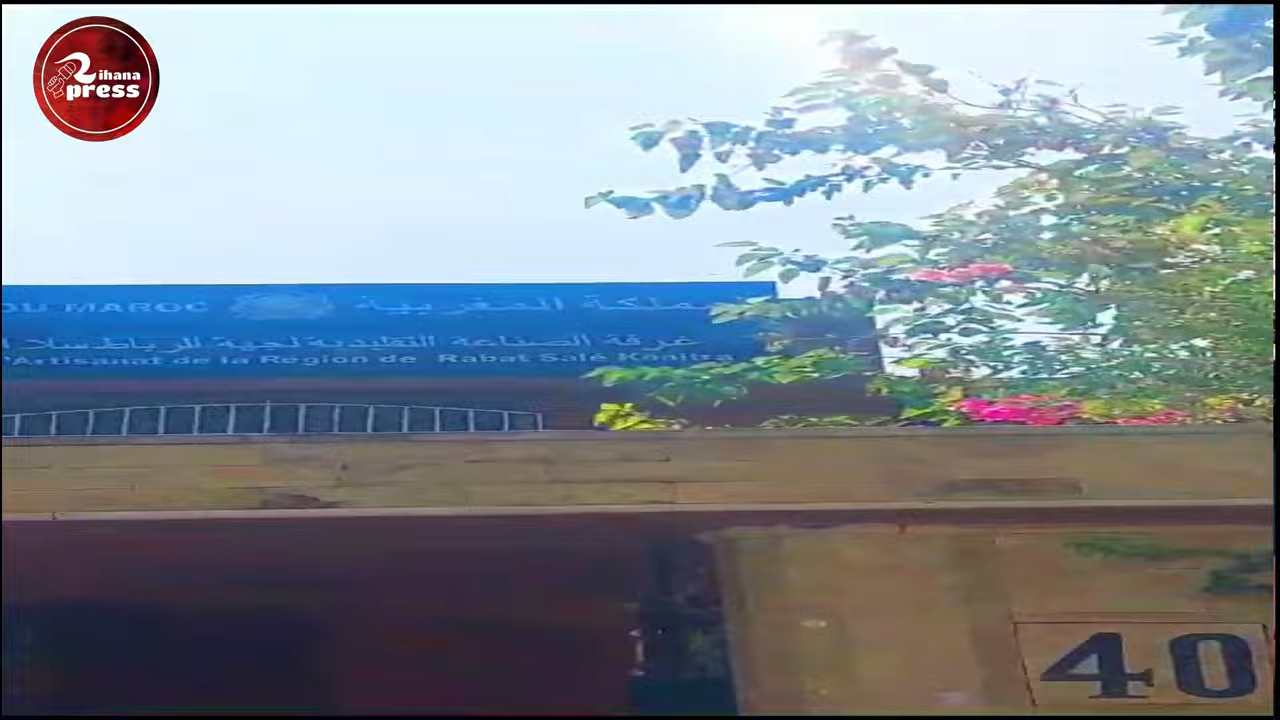 Rihana
press
DU MAROC
المملكة المغربية
غرفة الصناعة التقليدية لجهة الرباط سلا
l'Artisanat de la Region de Rabat Salé Kenitra
40